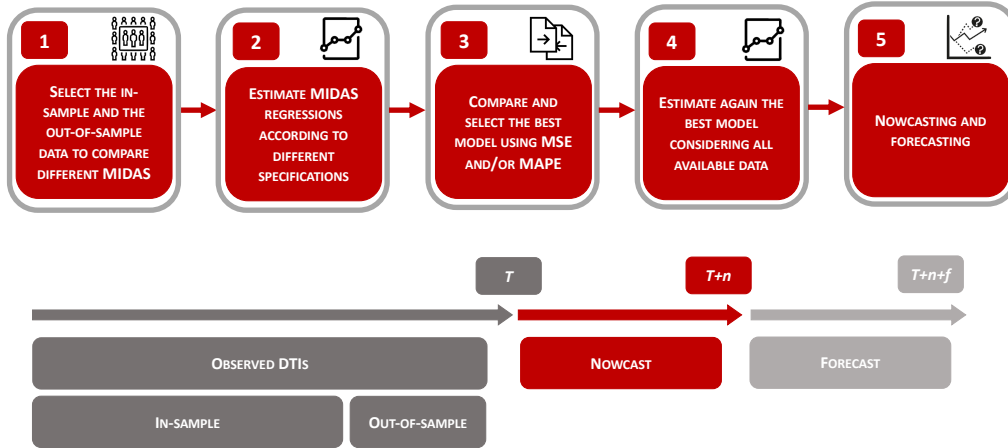 1
SELECT THE IN-
SAMPLE AND THE
OUT-OF-SAMPLE
DATA TO COMPARE
DIFFERENT MIDAS
2
ESTIMATE MIDAS
REGRESSIONS
ACCORDING TO
DIFFERENT
SPECIFICATIONS
3
COMPARE AND
SELECT THE BEST
MODEL USING MSE
AND/OR MAPE
4
ESTIMATE AGAIN THE
BEST MODEL
CONSIDERING ALL
AVAILABLE DATA
5
? ?
NOWCASTING AND
FORECASTING
T
T+n
T+n+f
OBSERVED DTIS
NOWCAST
FORECAST
IN-SAMPLE
OUT-OF-SAMPLE